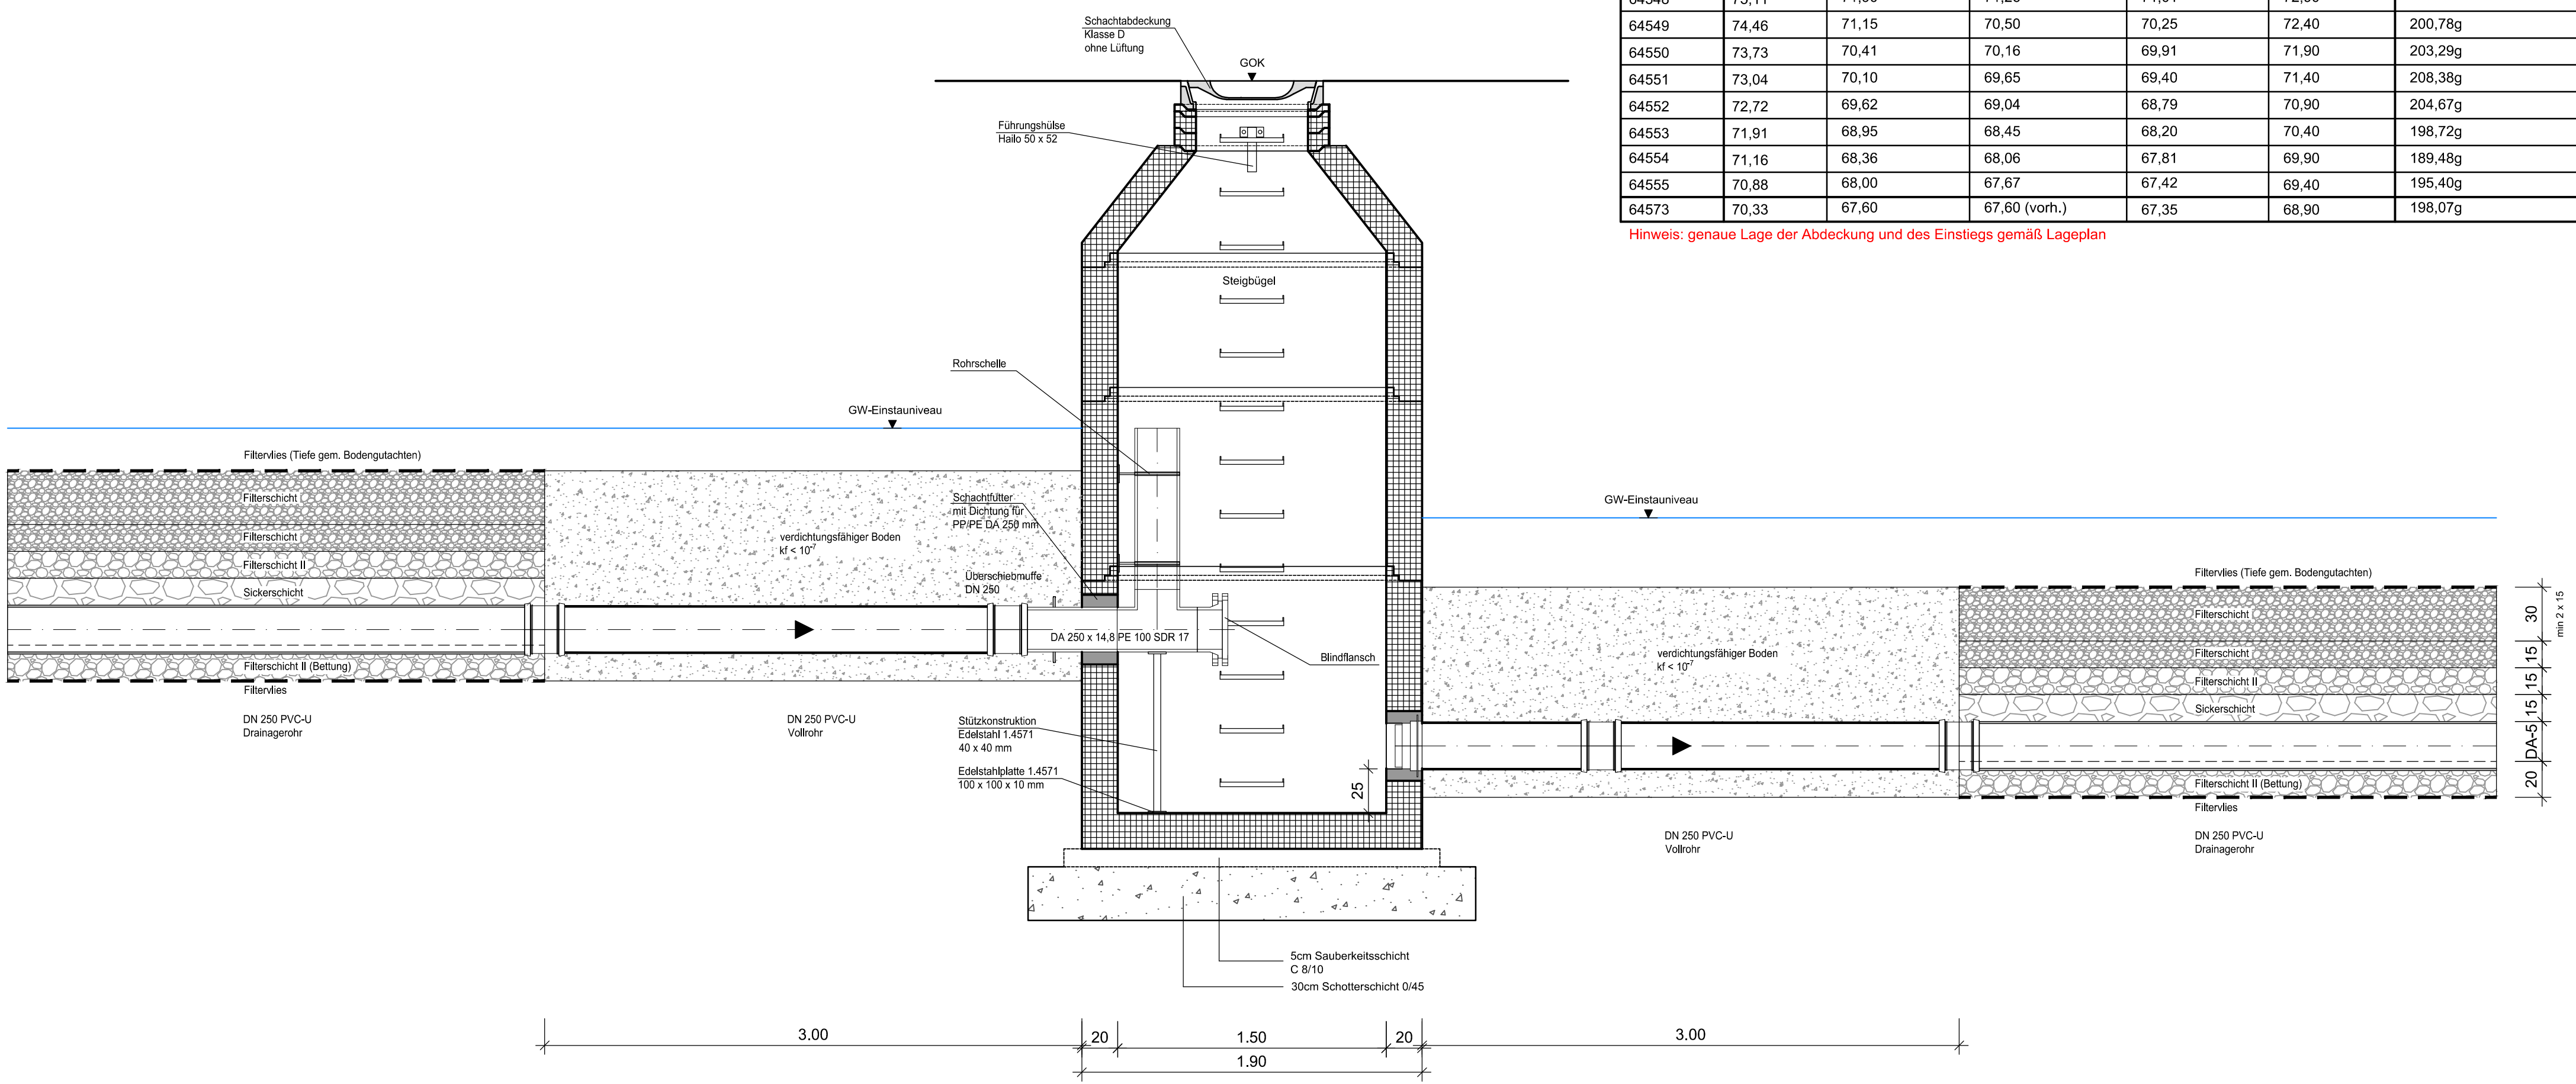 64549 74,46 71,15 70,50 70,25 72,40 200,78g
64550 73,73 70,41 70,16 69,91 71,90 203,29g
64551 73,04 70,10 69,65 69,40 71,40 208,38g
64552 72,72 69,62 69,04 68,79 70,90 204,67g
64553 71,91 68,95 68,45 68,20 70,40 198,72g
64554 71,16 68,36 68,06 67,81 69,90 189,48g
64555 70,88 68,00 67,67 67,42 69,40 195,40g
64573 70,33 67,60 67,60 (vorh.) 67,35 68,90 198,07g
Hinweis: genaue Lage der Abdeckung und des Einstiegs gemäß Lageplan
Schachtabdeckung
Klasse D
ohne Lüftung
GOK
Führungshülse
Hailo 50 x 52
Steigbügel
Rohrschelle
GW-Einstauniveau
Filtervlies (Tiefe gem. Bodengutachten)
Filterschicht
Filterschicht
Filterschicht II
Sickerschicht
Filterschicht II (Bettung)
Filtervlies
DN 250 PVC-U
Drainagerohr
verdichtungsfähiger Boden
kf < 10-7
DN 250 PVC-U
Vollrohr
Schachtfutter
mit Dichtung für
PP/PE DA 250 mm
Überschiebmuffe
DN 250
DA 250 x 14,8 PE 100 SDR 17
Blindflansch
Stützkonstruktion
Edelstahl 1.4571
40 x 40 mm
Edelstahlplatte 1.4571
100 x 100 x 10 mm
25
GW-Einstauniveau
verdichtungsfähiger Boden
kf < 10-7
DN 250 PVC-U
Vollrohr
Filtervlies (Tiefe gem. Bodengutachten)
Filterschicht
Filterschicht
Filterschicht II
Sickerschicht
Filterschicht II (Bettung)
Filtervlies
DN 250 PVC-U
Drainagerohr
30
min 2 x 15
15
15
15
DA-5
20
5cm Sauberkeitsschicht
C 8/10
30cm Schotterschicht 0/45
3.00
20
1.50
20
3.00
1.90